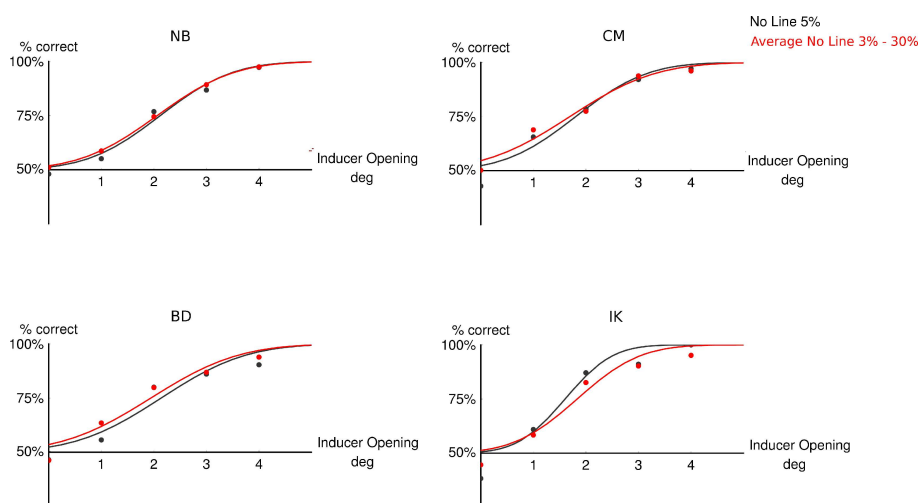 No Line 5%
Average No Line 3% - 30%
NB
% correct
100%
75%
50%
1 2 3 4
Inducer Opening
deg
CM
% correct
100%
75%
50%
1 2 3 4
Inducer Opening
deg
BD
% correct
100%
75%
50%
1 2 3 4
Inducer Opening
deg
IK
% correct
100%
75%
50%
1 2 3 4
Inducer Opening
deg